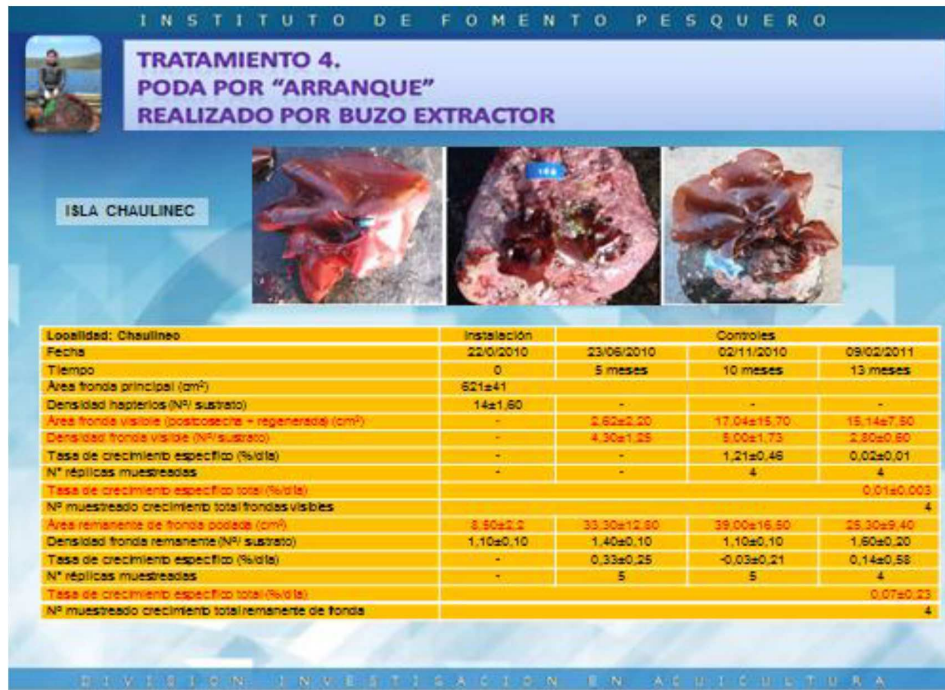 INSTITUTO DE FOMENTO PESQUERO
TRATAMIENTO 4.
PODA POR “ARRANQUE”
REALIZADO POR BUZO EXTRACTOR
ISLA CHAULINEC
Localidad: Chaulinec Instalación Controles
Fecha 22/0/2010 23/06/2010 02/11/2010 09/02/2011
Tiempo 0 5 meses 10 meses 13 meses
Área fronda principal (cm²) 621±41
Densidad hapterios (Nº/ sustrato) 14±1,60 - - -
Área fronda visible (postcosecha + regenerada) (cm²) - 2,62±2,20 17,04±15,70 15,14±7,50
Densidad fronda visible (Nº/sustrato) - 4,30±1,25 5,00±1,73 2,80±0,60
Tasa de crecimiento específico (%/día) - - 1,21±0,46 0,02±0,01
N° réplicas muestreadas - - 4 4
Tasa de crecimiento específico total (%/día) 0,01±0,003
Nº muestreado crecimiento total frondas visibles 4
Área remanente de fronda podada (cm²) 8,50±2,2 33,30±12,80 39,00±16,50 25,30±9,40
Densidad fronda remanente (Nº/ sustrato) 1,10±0,10 1,40±0,10 1,10±0,10 1,60±0,20
Tasa de crecimiento específico (%/día) - 0,33±0,25 -0,03±0,21 0,14±0,58
N° réplicas muestreadas - 5 5 4
Tasa de crecimiento específico total (%/día) 0,07±0,23
Nº muestreado crecimiento total remanente de fronda 4
DIVISION INVESTIGACION EN ACUICULTURA